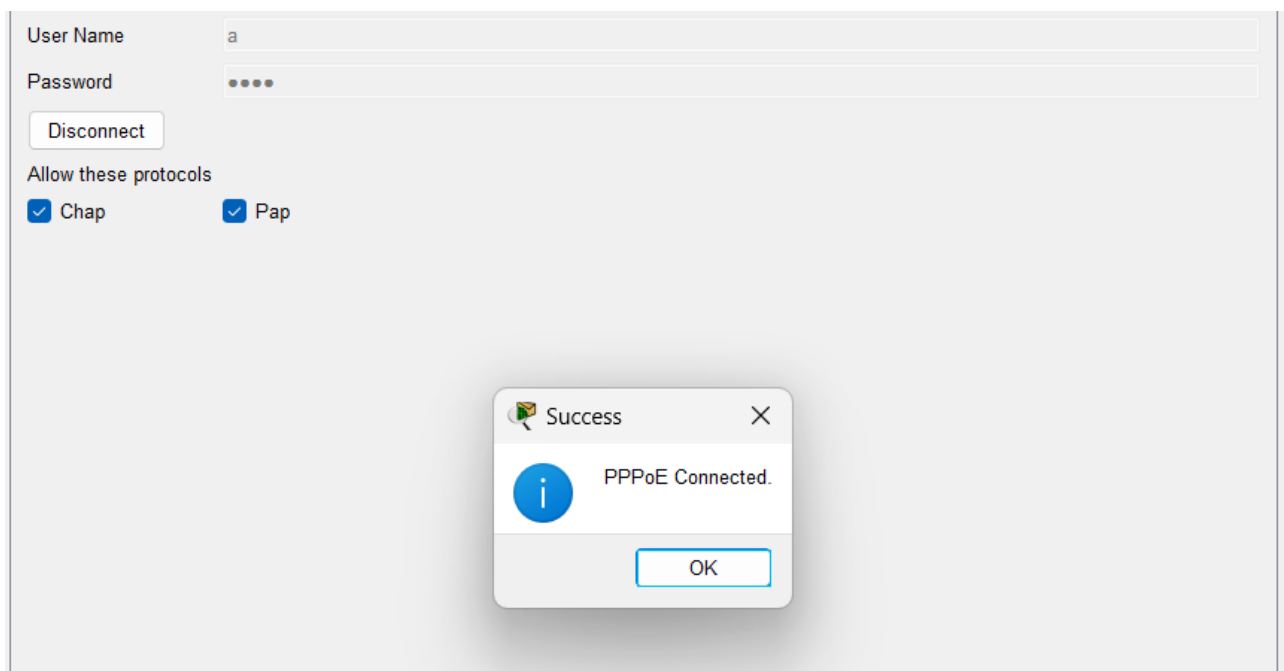 User Name a
Password ••••
Disconnect
Allow these protocols
Chap Pap
Success
PPPoE Connected.
OK